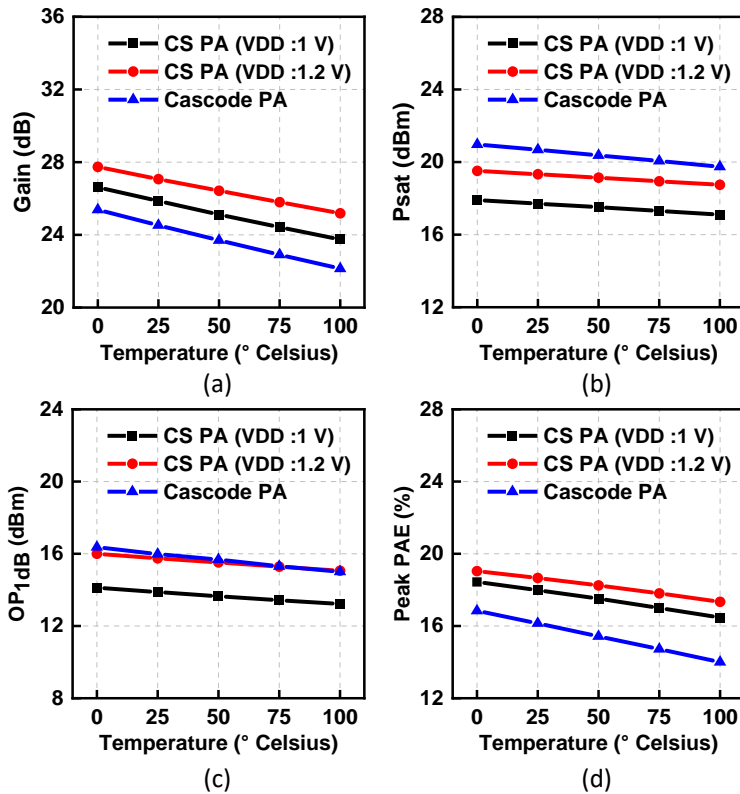 36
32
28
24
20
Gain (dB)
CS PA (VDD :1 V)
CS PA (VDD :1.2 V)
Cascode PA
0 25 50 75 100
Temperature (° Celsius)
(a)
28
24
20
16
12
Psat (dBm)
CS PA (VDD :1 V)
CS PA (VDD :1.2 V)
Cascode PA
0 25 50 75 100
Temperature (° Celsius)
(b)
24
20
16
12
8
OP1dB (dBm)
CS PA (VDD :1 V)
CS PA (VDD :1.2 V)
Cascode PA
0 25 50 75 100
Temperature (° Celsius)
(c)
28
24
20
16
12
Peak PAE (%)
CS PA (VDD :1 V)
CS PA (VDD :1.2 V)
Cascode PA
0 25 50 75 100
Temperature (° Celsius)
(d)